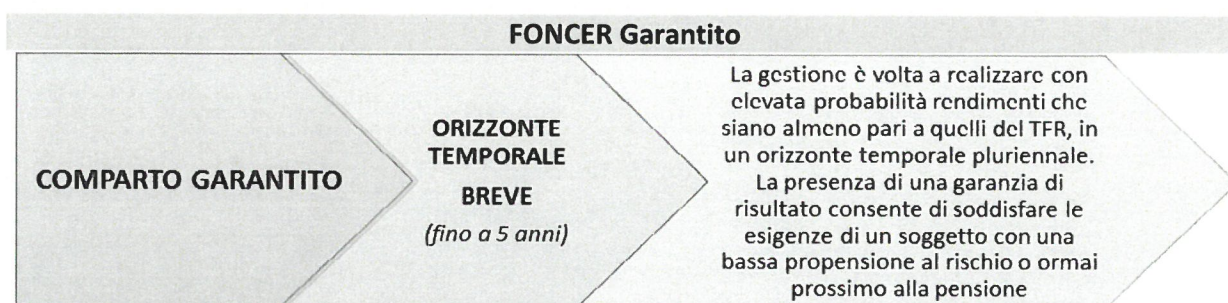 FONCER Garantito
COMPARTO GARANTITO
ORIZZONTE
TEMPORALE
BREVE
(fino a 5 anni)
La gestione è volta a realizzare con
elevata probabilità rendimenti che
siano almeno pari a quelli del TFR, in
un orizzonte temporale pluriennale.
La presenza di una garanzia di
risultato consente di soddisfare le
esigenze di un soggetto con una
bassa propensione al rischio o ormai
prossimo alla pensione